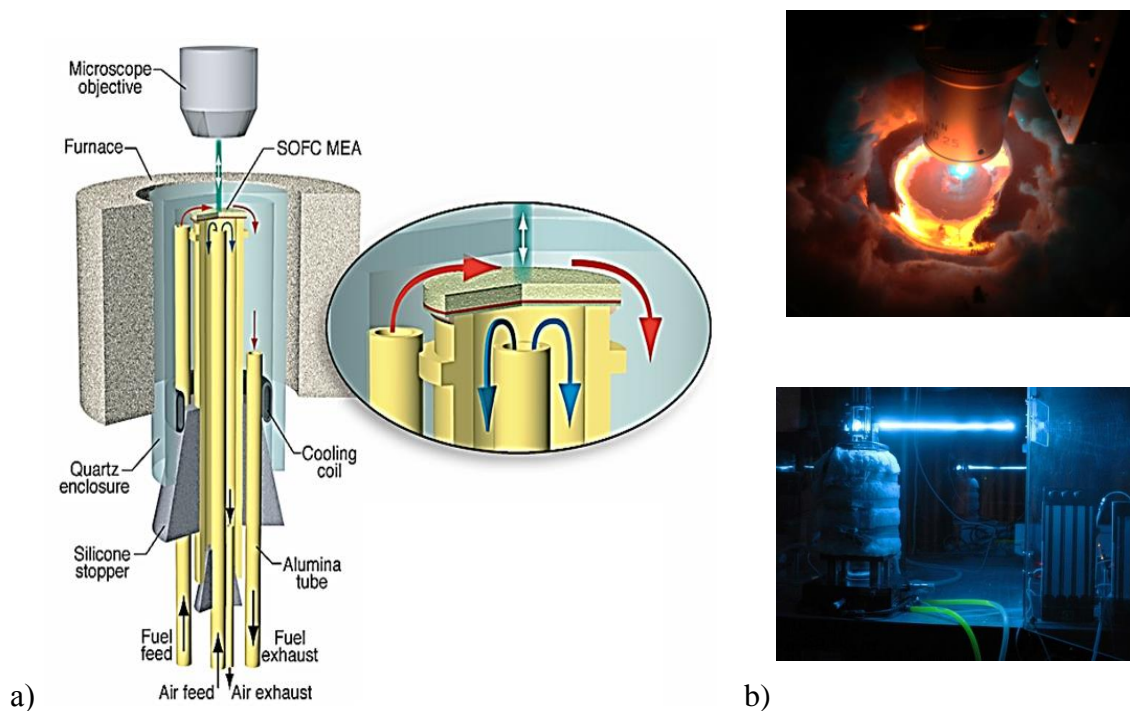 Microscope
objective
Furnace
SOFC MEA
Quartz
enclosure
Cooling
coil
Silicone
stopper
Alumina
tube
Fuel
feed
Fuel
exhaust
Air feed
Air exhaust
a)
b)